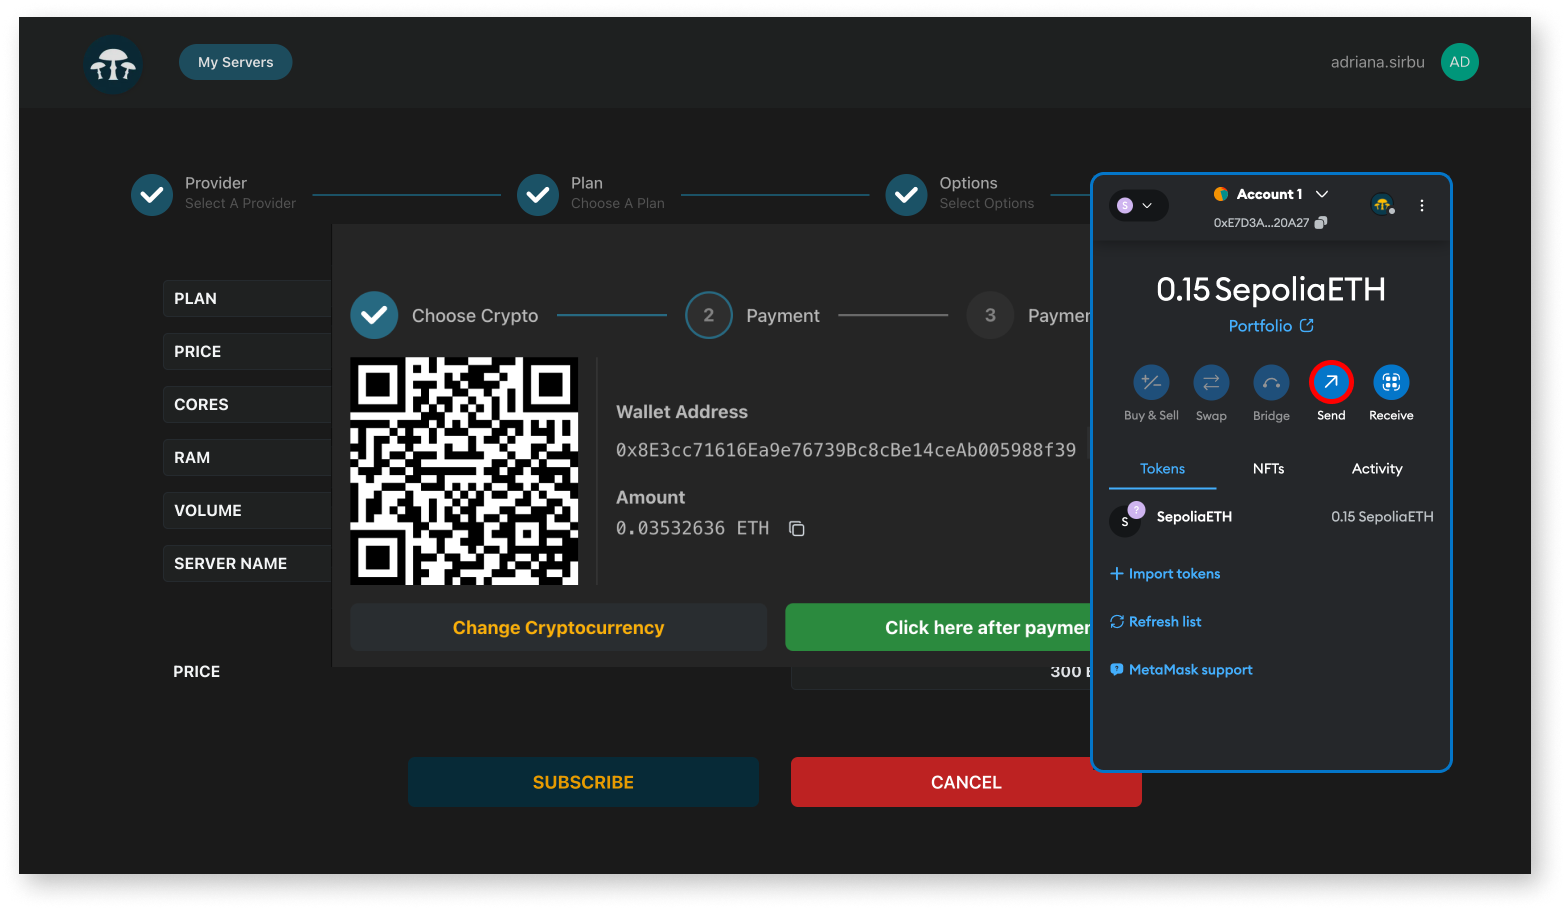 My Servers
adriana.sirbu
AD
Provider
Select A Provider
Plan
Choose A Plan
Options
Select Options
PLAN
PRICE
CORES
RAM
VOLUME
SERVER NAME
PRICE
Choose Crypto
2
Payment
3
Paymen
Wallet Address
0x8E3cc71616Ea9e76739Bc8cBe14ceAb005988f39
Amount
0.03532636 ETH
Change Cryptocurrency
Click here after paymen
300 E
SUBSCRIBE
CANCEL
S
Account 1
0xE7D3A...20A27
0.15 SepoliaETH
Portfolio
Buy & Sell
Swap
Bridge
Send
Receive
Tokens
NFTs
Activity
S
?
SepoliaETH
0.15 SepoliaETH
Import tokens
Refresh list
MetaMask support